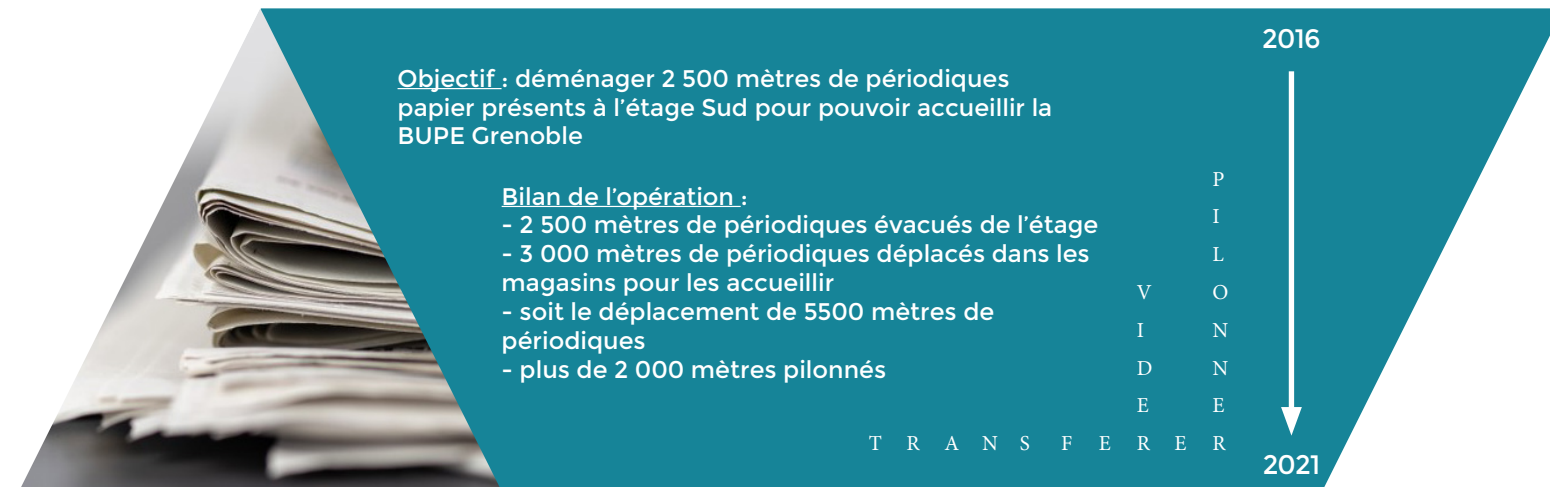 2016
Objectif : déménager 2 500 mètres de périodiques
papier présents à l'étage Sud pour pouvoir accueillir la
BUPE Grenoble
Bilan de l'opération :
- 2 500 mètres de périodiques évacués de l'étage
- 3 000 mètres de périodiques déplacés dans les
magasins pour les accueillir
- soit le déplacement de 5500 mètres de
périodiques
- plus de 2 000 mètres pilonnés
VIDER
PILONNER
TRANSFERER
2021